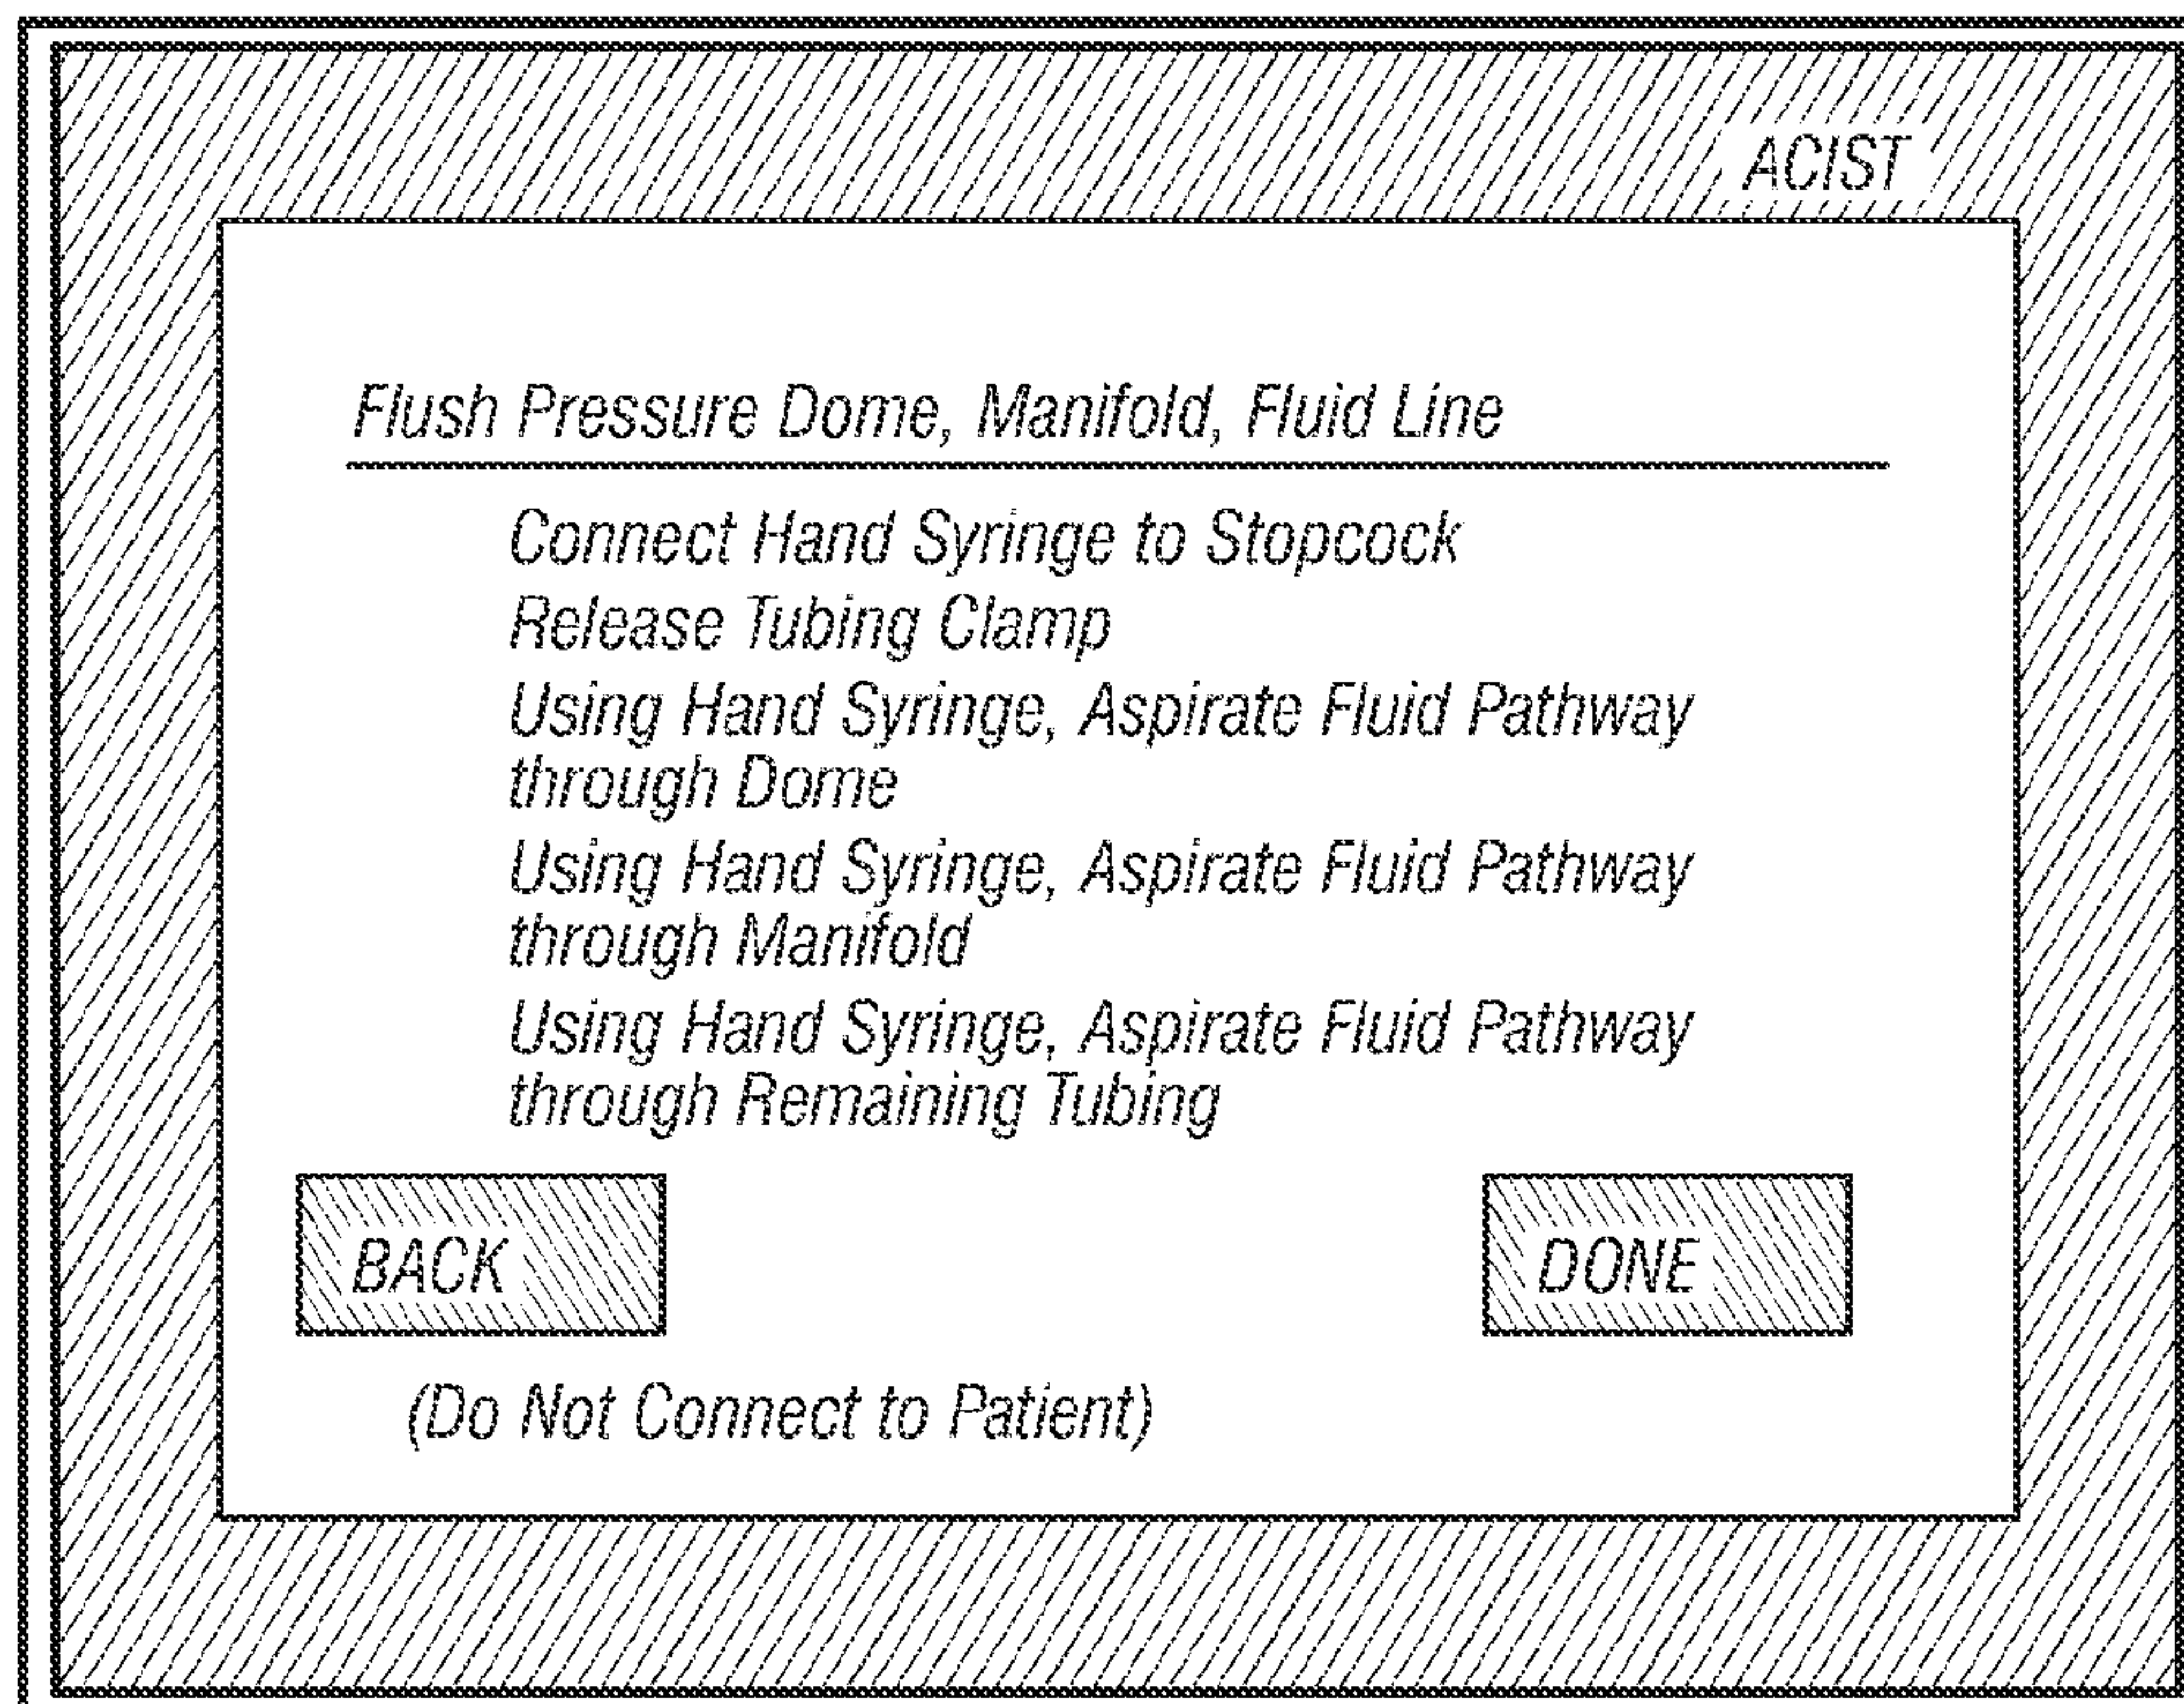 ACIST
Flush Pressure Dome, Manifold, Fluid Line
Connect Hand Syringe to Stopcock
Release Tubing Clamp
Using Hand Syringe, Aspirate Fluid Pathway
through Dome
Using Hand Syringe, Aspirate Fluid Pathway
through Manifold
Using Hand Syringe, Aspirate Fluid Pathway
through Remaining Tubing
BACK
DONE
(Do Not Connect to Patient)